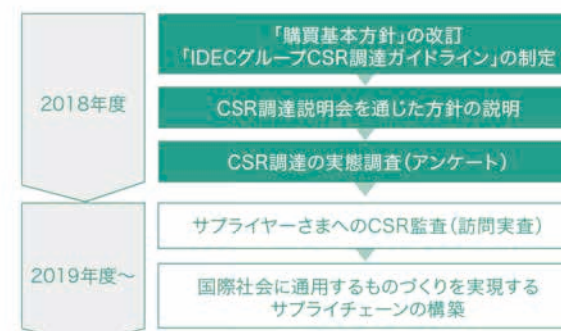 2018年度
「購買基本方針」の改訂
「IDECグループCSR調達ガイドライン」の制定
CSR調達説明会を通じた方針の説明
CSR調達の実態調査(アンケート)
2019年度～
サプライヤーさまへのCSR監査(訪問実査)
国際社会に通用するものづくりを実現する
サプライチェーンの構築